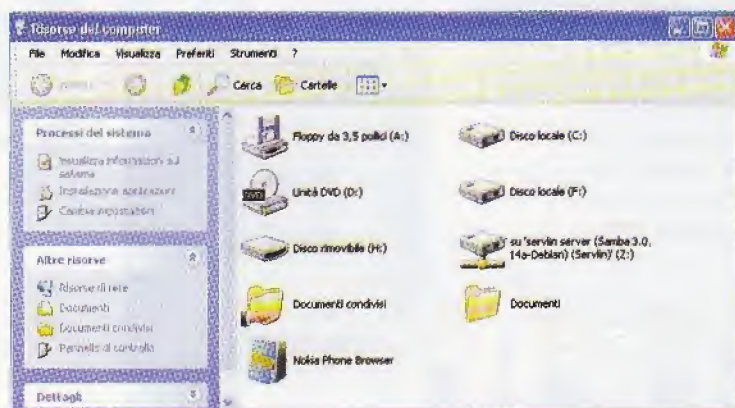 Risorse del computer
File Modifica Visualizza Preferiti Strumenti ?
Cerca Cartelle
Processi del sistema
Visualizza informazioni sul
sistema
Installazione applicazioni
Cambia impostazioni
Altre risorse
Risorse di rete
Documenti
Documenti condivisi
Pannello di controllo
Dettagli
Floppy da 3,5 pollici (A:)
Disco locale (C:)
Unità DVD (D:)
Disco locale (F:)
Disco rimovibile (H:)
su 'servlin server (Samba 3.0.
14a-Debian) (Servlin)' (Z:)
Documenti condivisi
Documenti
Nokia Phone Browser